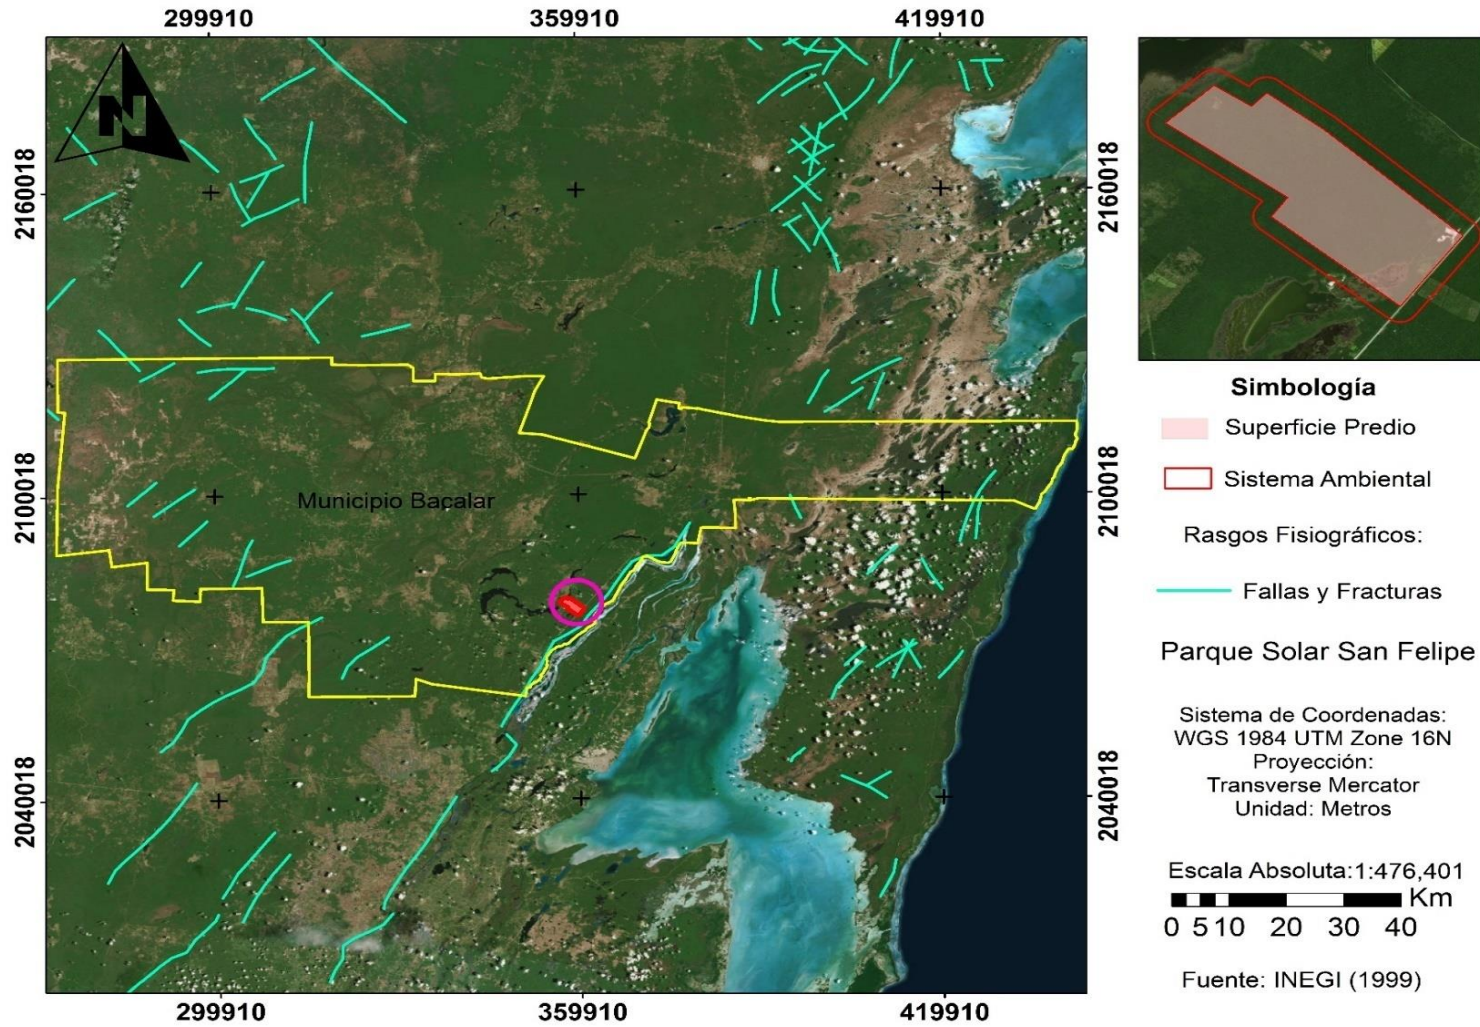 299910
359910
419910
N
2160018
2160018
2100018
2100018
2040018
2040018
Municipio Bacalar
299910
359910
419910
Simbología
Superficie Predio
Sistema Ambiental
Rasgos Fisiográficos:
Fallas y Fracturas
Parque Solar San Felipe
Sistema de Coordenadas:
WGS 1984 UTM Zone 16N
Proyección:
Transverse Mercator
Unidad: Metros
Escala Absoluta:1:476,401
Km
0 5 10 20 30 40
Fuente: INEGI (1999)